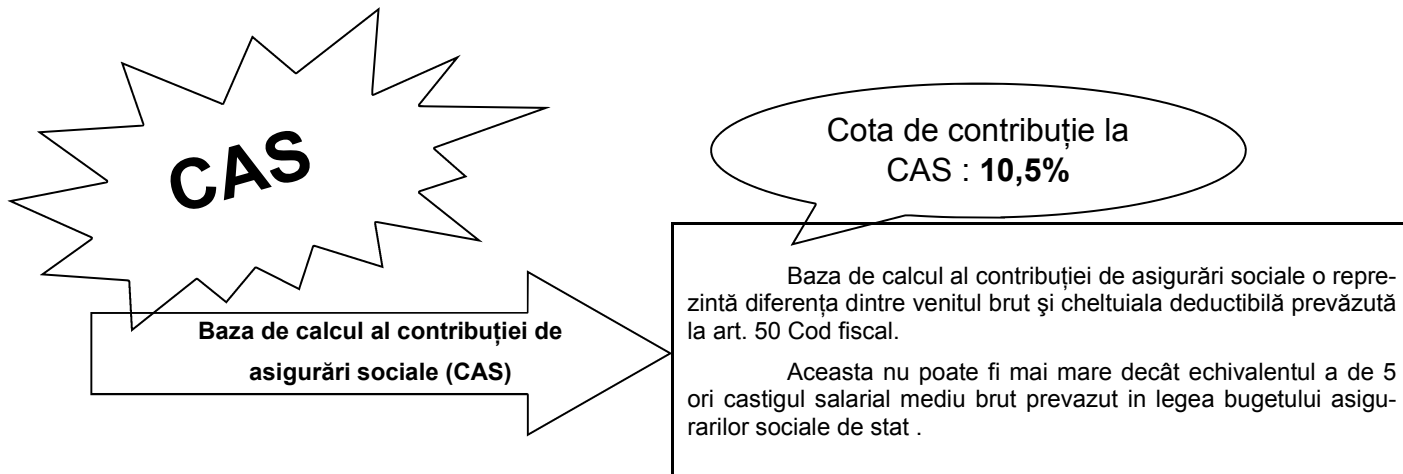 CAS
Cota de contribuție la
CAS : 10,5%
Baza de calcul al contribuției de
asigurări sociale (CAS)
Baza de calcul al contribuției de asigurări sociale o repre-
zintă diferența dintre venitul brut şi cheltuiala deductibilă prevăzută
la art. 50 Cod fiscal.
Aceasta nu poate fi mai mare decât echivalentul a de 5
ori castigul salarial mediu brut prevazut in legea bugetului asigu-
rarilor sociale de stat .